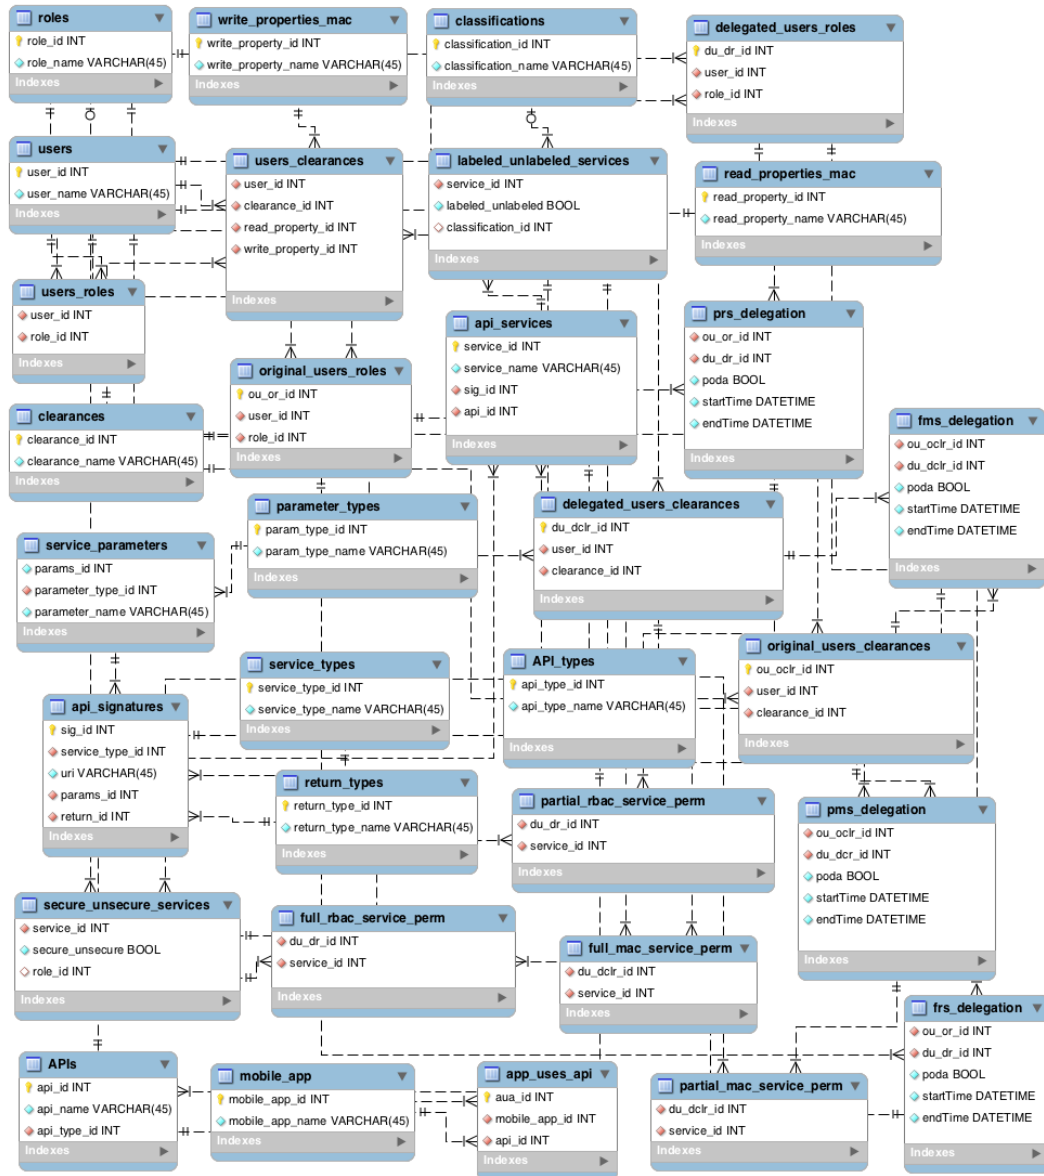 roles
role_id INT
role_name VARCHAR(45)
Indexes
write_properties_mac
write_property_id INT
write_property_name VARCHAR(45)
Indexes
classifications
classification_id INT
classification_name VARCHAR(45)
Indexes
delegated_users_roles
du_dr_id INT
user_id INT
role_id INT
Indexes
users
user_id INT
user_name VARCHAR(45)
Indexes
users_clearances
user_id INT
clearance_id INT
read_property_id INT
write_property_id INT
Indexes
labeled_unlabeled_services
service_id INT
labeled_unlabeled BOOL
classification_id INT
Indexes
read_properties_mac
read_property_id INT
read_property_name VARCHAR(45)
Indexes
users_roles
user_id INT
role_id INT
Indexes
original_users_roles
ou_or_id INT
user_id INT
role_id INT
Indexes
api_services
service_id INT
service_name VARCHAR(45)
sig_id INT
api_id INT
Indexes
prs_delegation
ou_or_id INT
du_dr_id INT
poda BOOL
startTime DATETIME
endTime DATETIME
Indexes
clearances
clearance_id INT
clearance_name VARCHAR(45)
Indexes
fms_delegation
ou_oclr_id INT
du_dclr_id INT
poda BOOL
startTime DATETIME
endTime DATETIME
Indexes
parameter_types
param_type_id INT
param_type_name VARCHAR(45)
Indexes
delegated_users_clearances
du_dclr_id INT
user_id INT
clearance_id INT
Indexes
service_parameters
params_id INT
parameter_type_id INT
parameter_name VARCHAR(45)
Indexes
service_types
service_type_id INT
service_type_name VARCHAR(45)
Indexes
API_types
api_type_id INT
api_type_name VARCHAR(45)
Indexes
original_users_clearances
ou_oclr_id INT
user_id INT
clearance_id INT
Indexes
api_signatures
sig_id INT
service_type_id INT
uri VARCHAR(45)
params_id INT
return_id INT
Indexes
return_types
return_type_id INT
return_type_name VARCHAR(45)
Indexes
partial_rbac_service_perm
du_dr_id INT
service_id INT
Indexes
pms_delegation
ou_oclr_id INT
du_dcr_id INT
poda BOOL
startTime DATETIME
endTime DATETIME
Indexes
secure_unsecure_services
service_id INT
secure_unsecure BOOL
role_id INT
Indexes
full_rbac_service_perm
du_dr_id INT
service_id INT
Indexes
full_mac_service_perm
du_dclr_id INT
service_id INT
Indexes
frs_delegation
ou_or_id INT
du_dr_id INT
poda BOOL
startTime DATETIME
endTime DATETIME
Indexes
APIs
api_id INT
api_name VARCHAR(45)
api_type_id INT
Indexes
mobile_app
mobile_app_id INT
mobile_app_name VARCHAR(45)
Indexes
app_uses_api
aua_id INT
mobile_app_id INT
api_id INT
Indexes
partial_mac_service_perm
du_dclr_id INT
service_id INT
Indexes